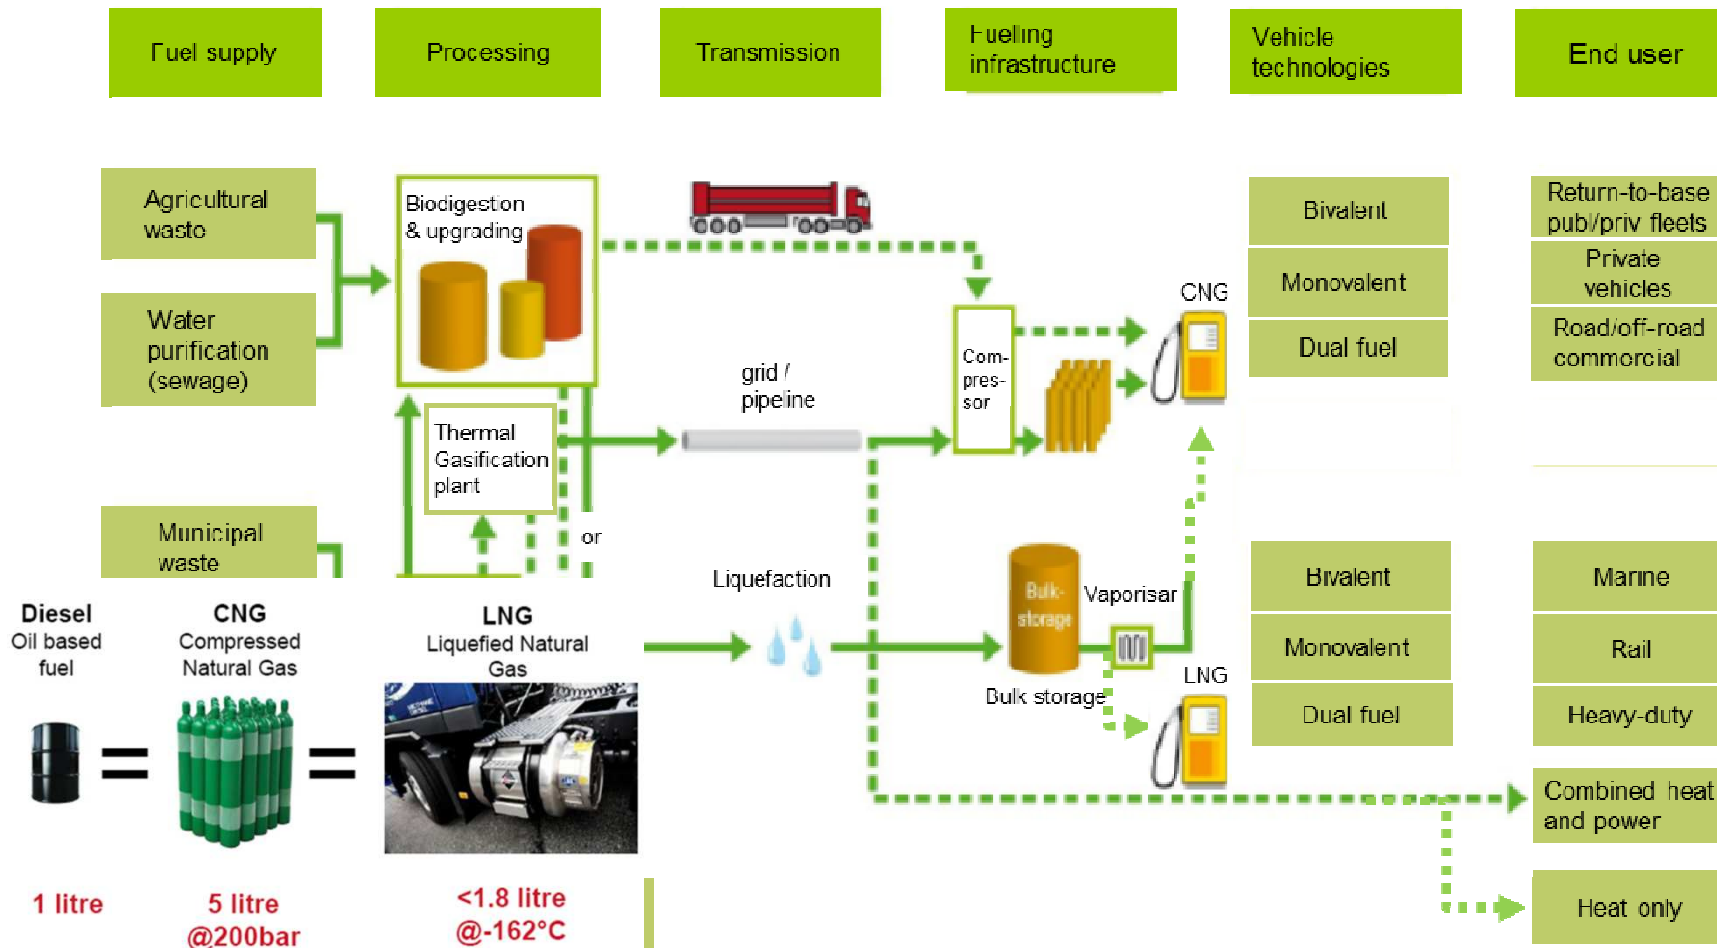 Fuel supply
Processing
Transmission
Fuelling
infrastructure
Vehicle
technologies
End user
Agricultural
waste
Water
purification
(sewage)
Municipal
waste
Biodigestion
& upgrading
Thermal
Gasification
plant
or
grid /
pipeline
Liquefaction
Com-
pres-
sor
CNG
Bulk-
storage
Vaporisar
Bulk storage
LNG
Bivalent
Monovalent
Dual fuel
Bivalent
Monovalent
Dual fuel
Return-to-base
publ/priv fleets
Private
vehicles
Road/off-road
commercial
Marine
Rail
Heavy-duty
Combined heat
and power
Heat only
Diesel
Oil based
fuel
CNG
Compressed
Natural Gas
LNG
Liquefied Natural
Gas
=
=
1 litre
5 litre
@200bar
<1.8 litre
@-162°C